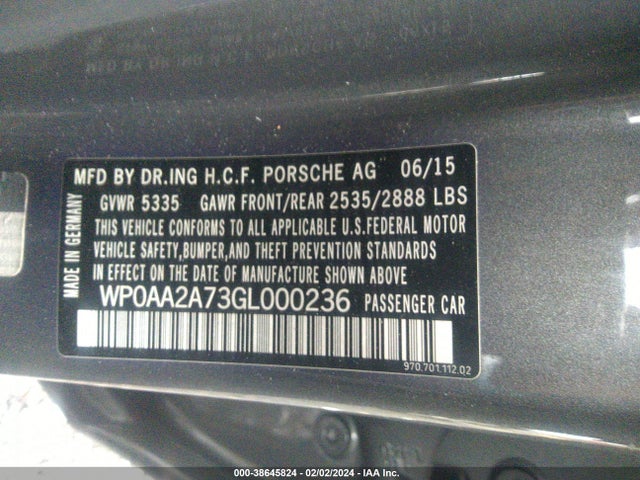 MFD BY DR.ING H.C.F. PORSCHE AG 06/15
GVWR 5335 GAWR FRONT/REAR 2535/2888 LBS
THIS VEHICLE CONFORMS TO ALL APPLICABLE U.S.FEDERAL MOTOR
VEHICLE SAFETY,BUMPER,AND THEFT PREVENTION STANDARDS
IN EFFECT ON THE DATE OF MANUFACTURE SHOWN ABOVE
WP0AA2A73GL000236 PASSENGER CAR
MADE IN GERMANY
970.701.112.02
000-38645824 - 02/02/2024 - IAA Inc.